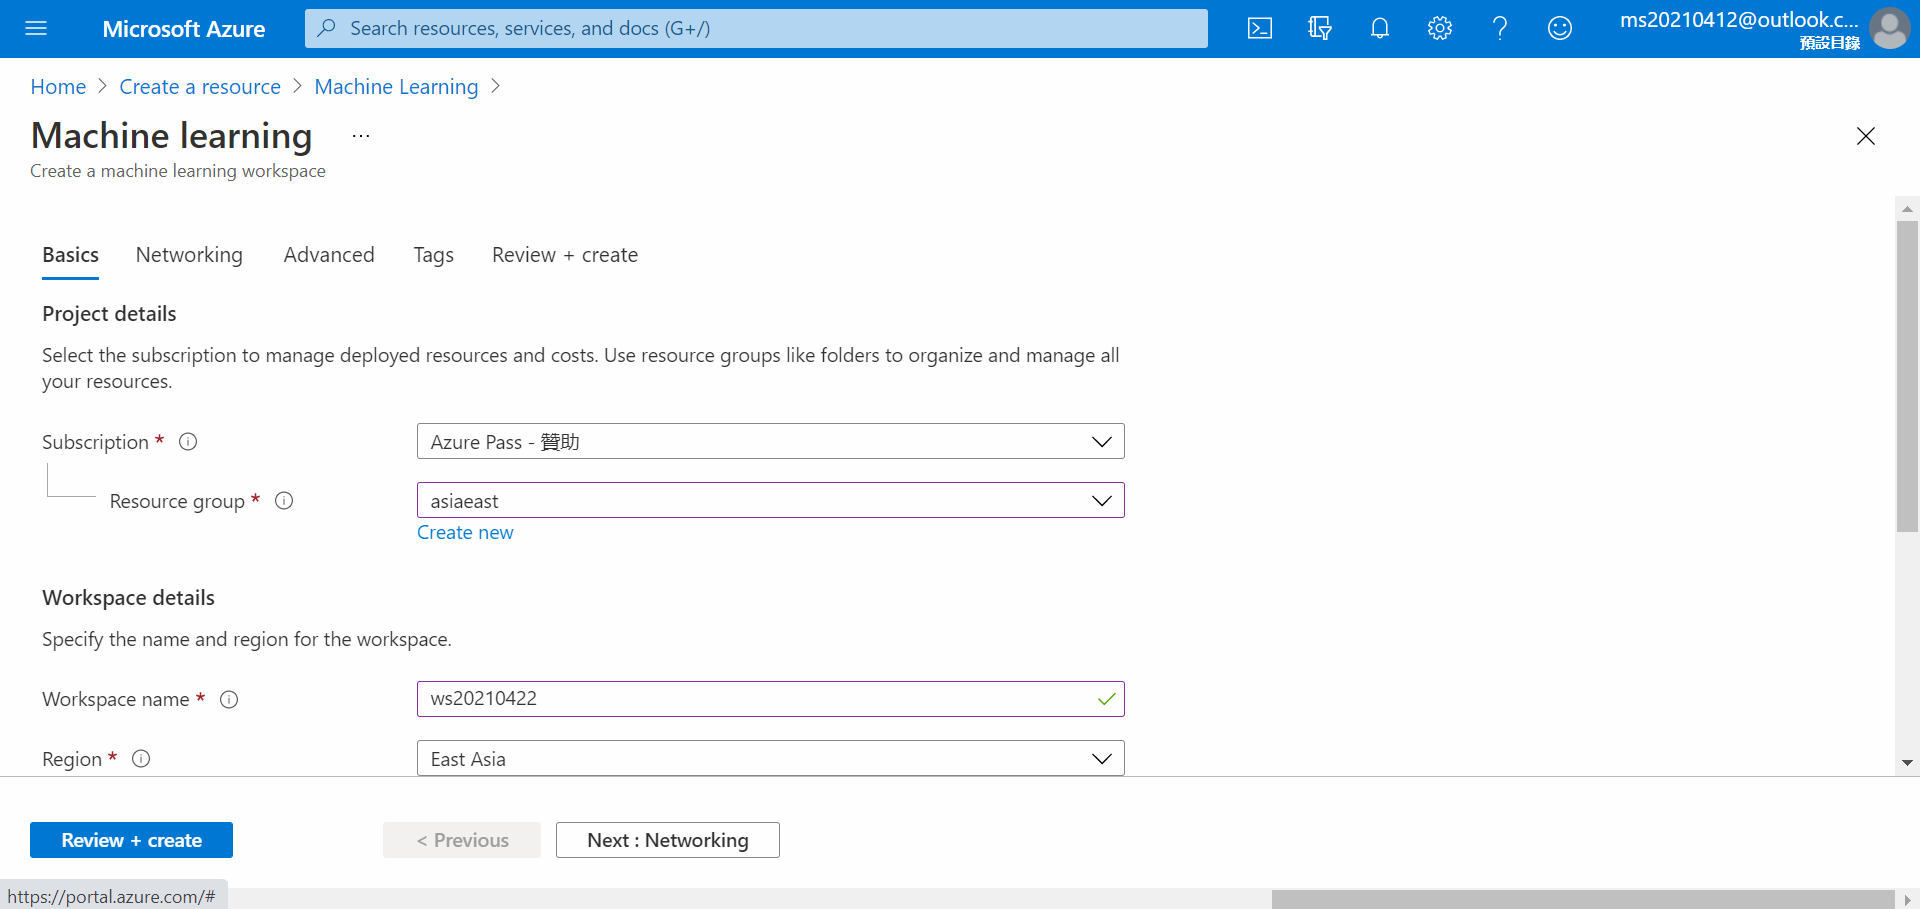 Microsoft Azure
Search resources, services, and docs (G+/)
ms20210412@outlook.c...
預設目錄
Home > Create a resource > Machine Learning >
Machine learning ...
Create a machine learning workspace
Basics Networking Advanced Tags Review + create
Project details
Select the subscription to manage deployed resources and costs. Use resource groups like folders to organize and manage all
your resources.
Subscription *
Azure Pass - 贊助
Resource group *
asiaeast
Create new
Workspace details
Specify the name and region for the workspace.
Workspace name *
ws20210422
Region *
East Asia
Review + create
< Previous
Next : Networking
https://portal.azure.com/#